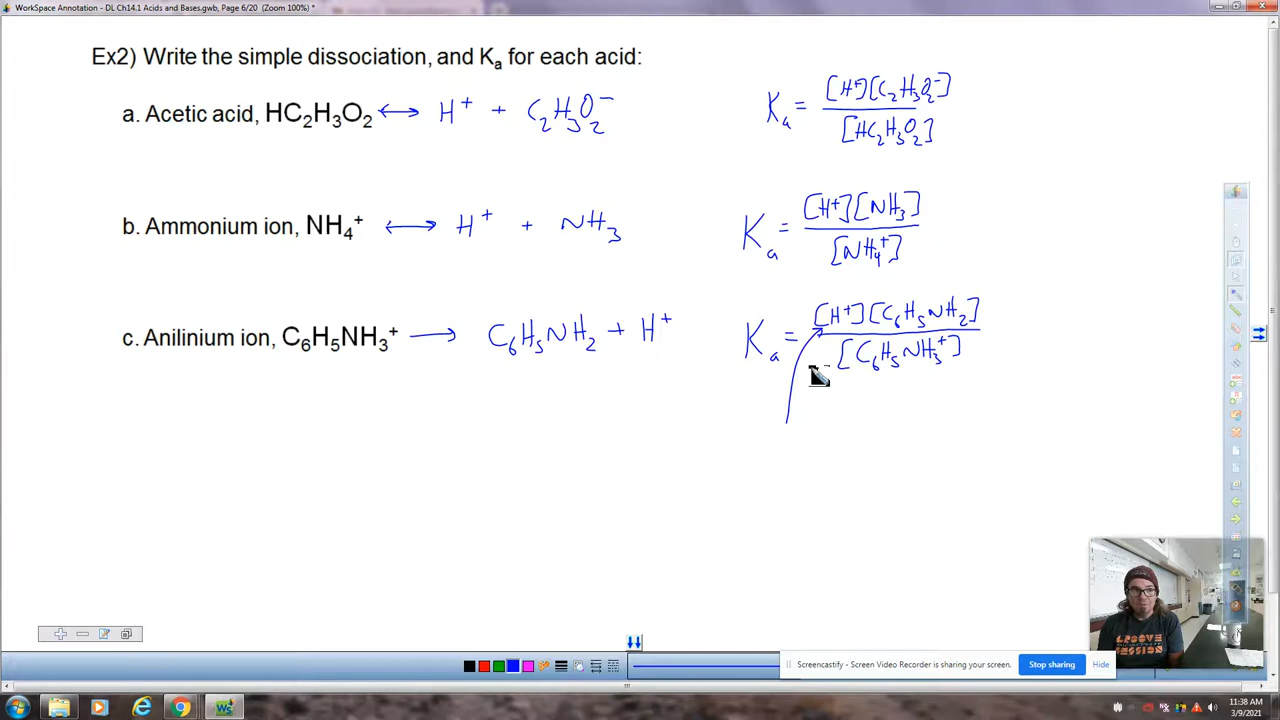 WorkSpace Annotation - DL Ch14.1 Acids and Bases.gwb, Page 6/20 (Zoom 100%) *
Ex2) Write the simple dissociation, and Kₐ for each acid:
a. Acetic acid, HC₂H₃O₂ ⟷ H⁺ + C₂H₃O₂⁻ Kₐ = [H⁺][C₂H₃O₂⁻] / [HC₂H₃O₂]
b. Ammonium ion, NH₄⁺ ⟷ H⁺ + NH₃ Kₐ = [H⁺][NH₃] / [NH₄⁺]
c. Anilinium ion, C₆H₅NH₃⁺ ⟶ C₆H₅NH₂ + H⁺ Kₐ = [H⁺][C₆H₅NH₂] / [C₆H₅NH₃⁺]
GROOVE
SESSION
Screencastify - Screen Video Recorder is sharing your screen. Stop sharing Hide
11:38 AM
3/9/2021